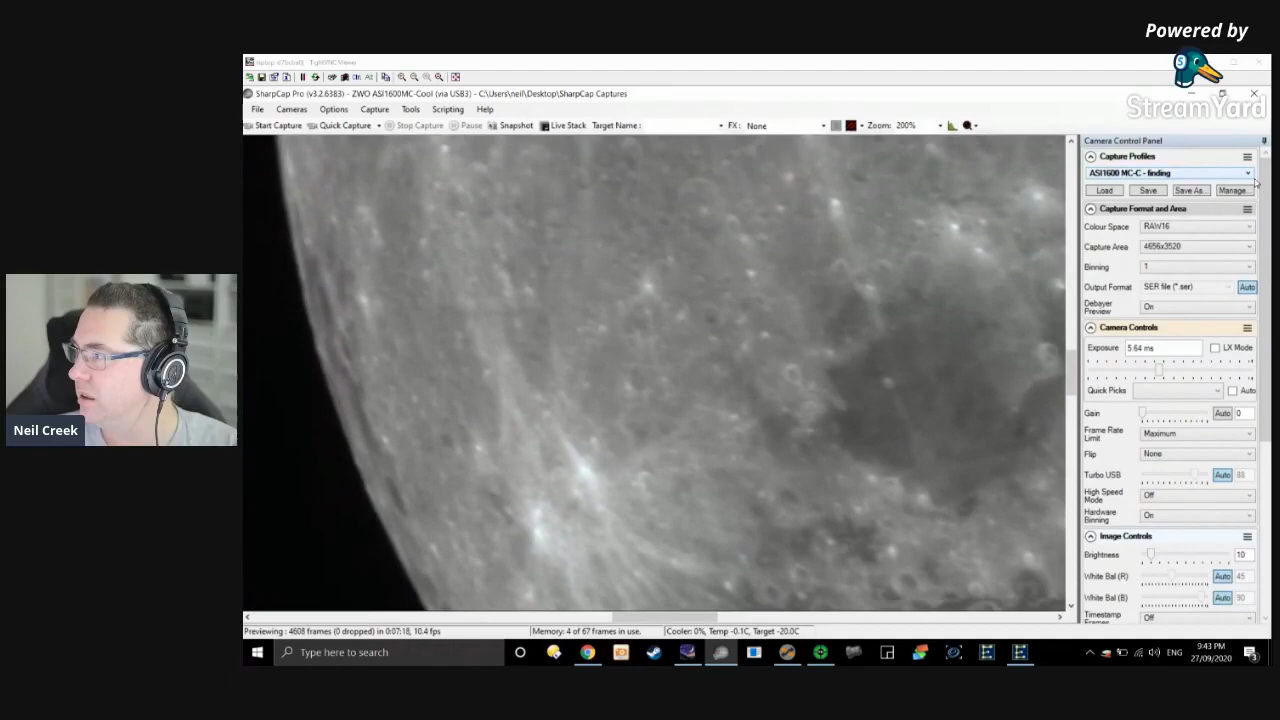 Powered by
StreamYard
TightVNC Viewer
SharpCap Pro (v3.2.6383) - ZWO ASI1600MC-Cool (via USB3) - C:\Users\neil\Desktop\SharpCap Captures
File Cameras Options Capture Tools Scripting Help
Start Capture Quick Capture Stop Capture Pause Snapshot Live Stack Target Name : FX : None Zoom: 200%
Camera Control Panel
Capture Profiles
ASI1600 MC-C - finding
Load Save Save As... Manage...
Capture Format and Area
Colour Space RAW16
Capture Area 4656x3520
Binning 1
Output Format SER file (*.ser) Auto
Debayer Preview On
Camera Controls
Exposure 5.64 ms LX Mode
Quick Picks Auto
Gain Auto 0
Frame Rate Limit Maximum
Flip None
Turbo USB Auto 88
High Speed Mode Off
Hardware Binning On
Image Controls
Brightness 10
White Bal (R) Auto 45
White Bal (B) Auto 90
Timestamp Frames Off
Neil Creek
Previewing : 4608 frames (0 dropped) in 0:07:18, 10.4 fps Memory: 4 of 67 frames in use. Cooler: 0%, Temp -0.1C, Target -20.0C
Type here to search
ENG
9:43 PM
27/09/2020
3